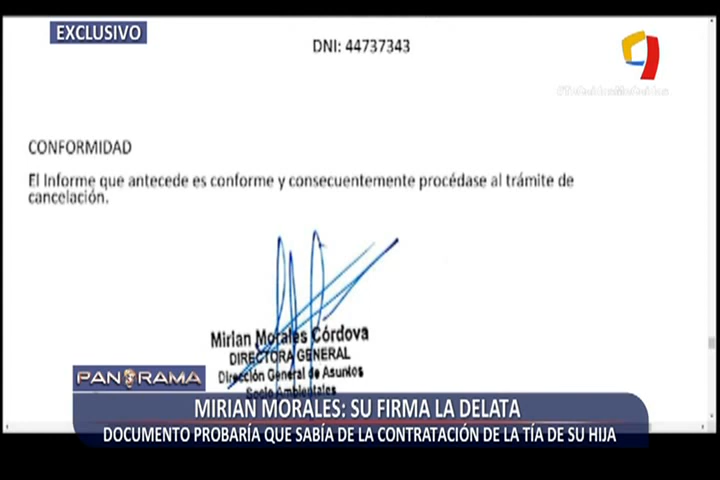 EXCLUSIVO
DNI: 44737343
CONFORMIDAD
El Informe que antecede es conforme y consecuentemente procédase al trámite de
cancelación.
Mirian Morales Córdova
DIRECTORA GENERAL
Dirección General de Asuntos
Socio Ambientales
PANORAMA
MIRIAN MORALES: SU FIRMA LA DELATA
DOCUMENTO PROBARÍA QUE SABÍA DE LA CONTRATACIÓN DE LA TÍA DE SU HIJA